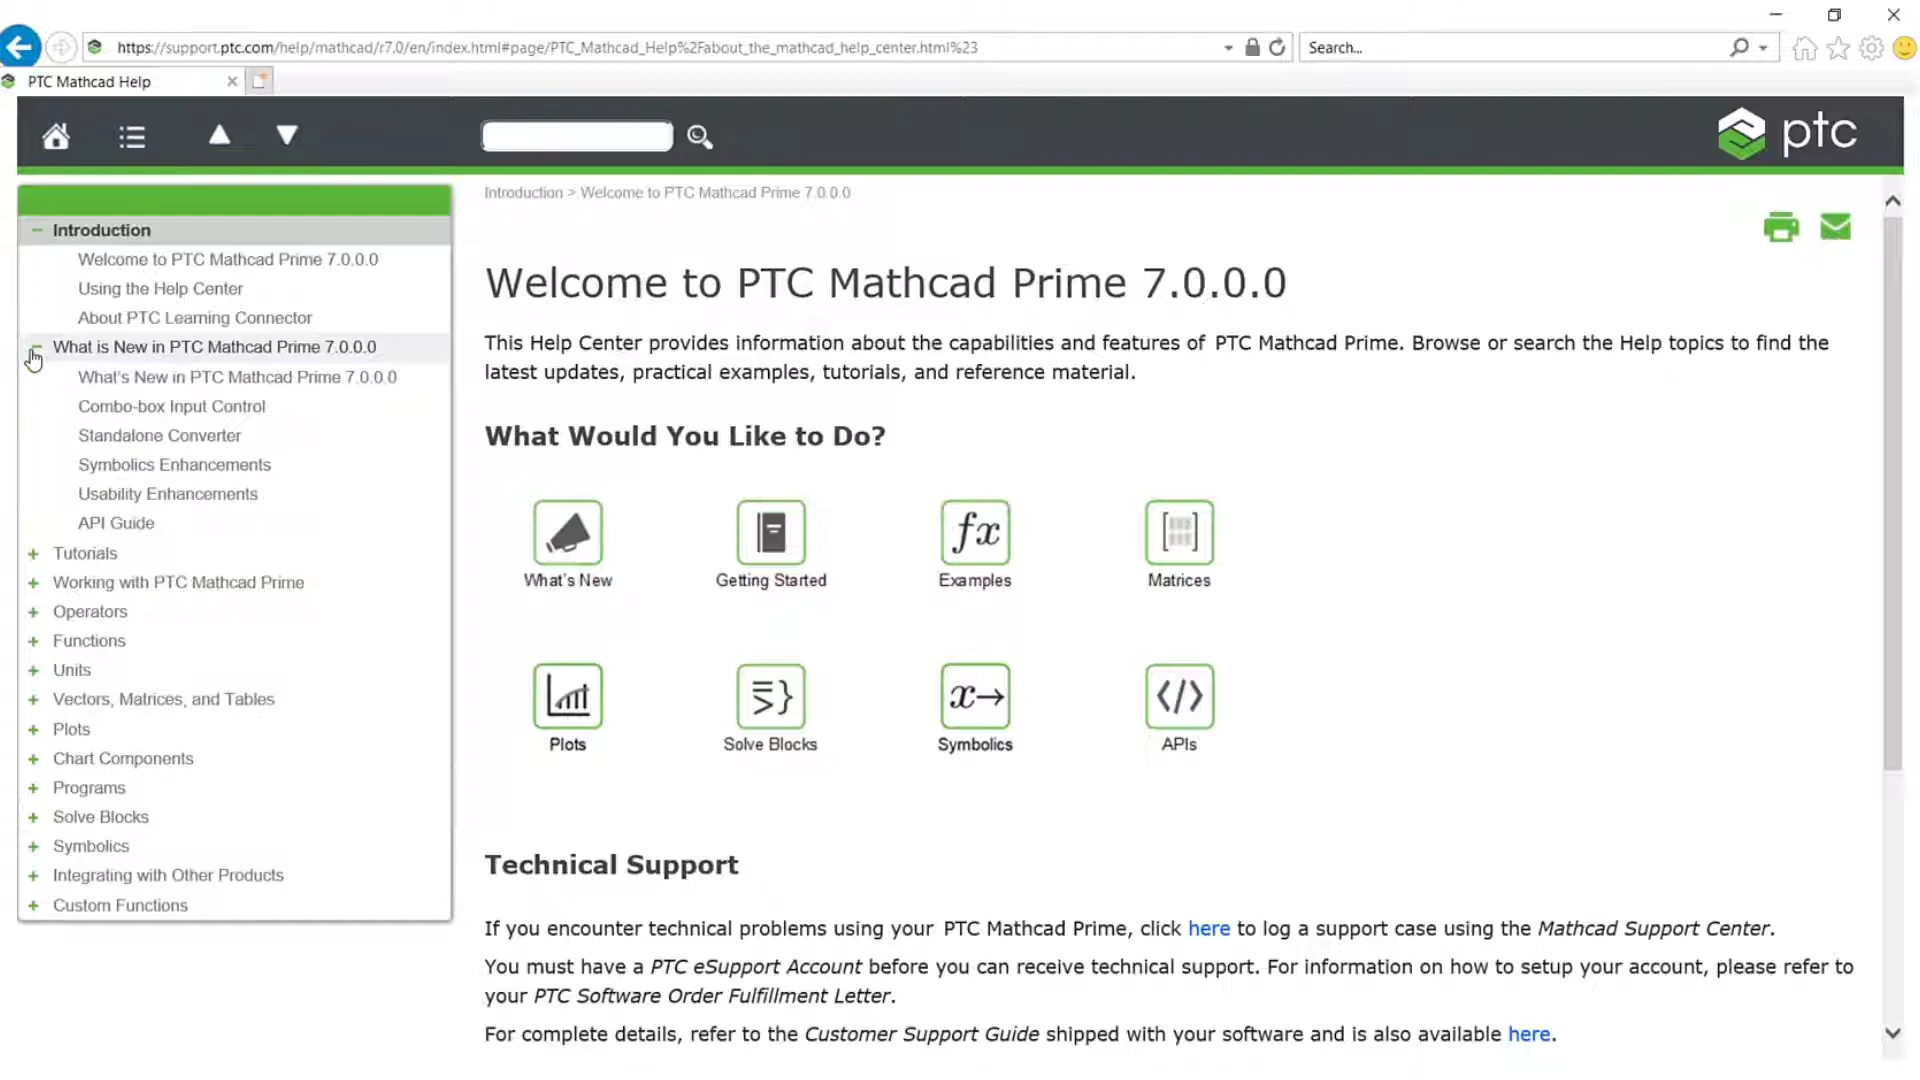 https://support.ptc.com/help/mathcad/r7.0/en/index.html#page/PTC_Mathcad_Help%2Fabout_the_mathcad_help_center.html%23
Search...
PTC Mathcad Help
ptc
Introduction
Welcome to PTC Mathcad Prime 7.0.0.0
Using the Help Center
About PTC Learning Connector
What is New in PTC Mathcad Prime 7.0.0.0
What's New in PTC Mathcad Prime 7.0.0.0
Combo-box Input Control
Standalone Converter
Symbolics Enhancements
Usability Enhancements
API Guide
Tutorials
Working with PTC Mathcad Prime
Operators
Functions
Units
Vectors, Matrices, and Tables
Plots
Chart Components
Programs
Solve Blocks
Symbolics
Integrating with Other Products
Custom Functions
Introduction > Welcome to PTC Mathcad Prime 7.0.0.0
Welcome to PTC Mathcad Prime 7.0.0.0
This Help Center provides information about the capabilities and features of PTC Mathcad Prime. Browse or search the Help topics to find the
latest updates, practical examples, tutorials, and reference material.
What Would You Like to Do?
What's New
Getting Started
fx
Examples
Matrices
Plots
Solve Blocks
x→
Symbolics
</>
APIs
Technical Support
If you encounter technical problems using your PTC Mathcad Prime, click here to log a support case using the Mathcad Support Center.
You must have a PTC eSupport Account before you can receive technical support. For information on how to setup your account, please refer to
your PTC Software Order Fulfillment Letter.
For complete details, refer to the Customer Support Guide shipped with your software and is also available here.